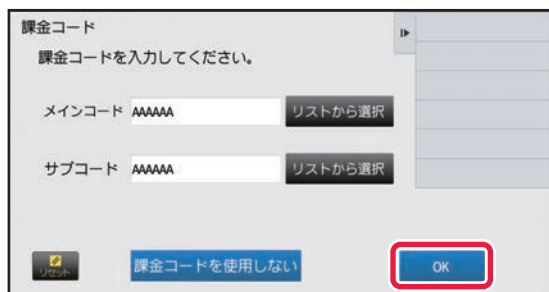 課金コード
課金コードを入力してください。
メインコード AAAAAA リストから選択
サブコード AAAAAA リストから選択
リセット 課金コードを使用しない OK